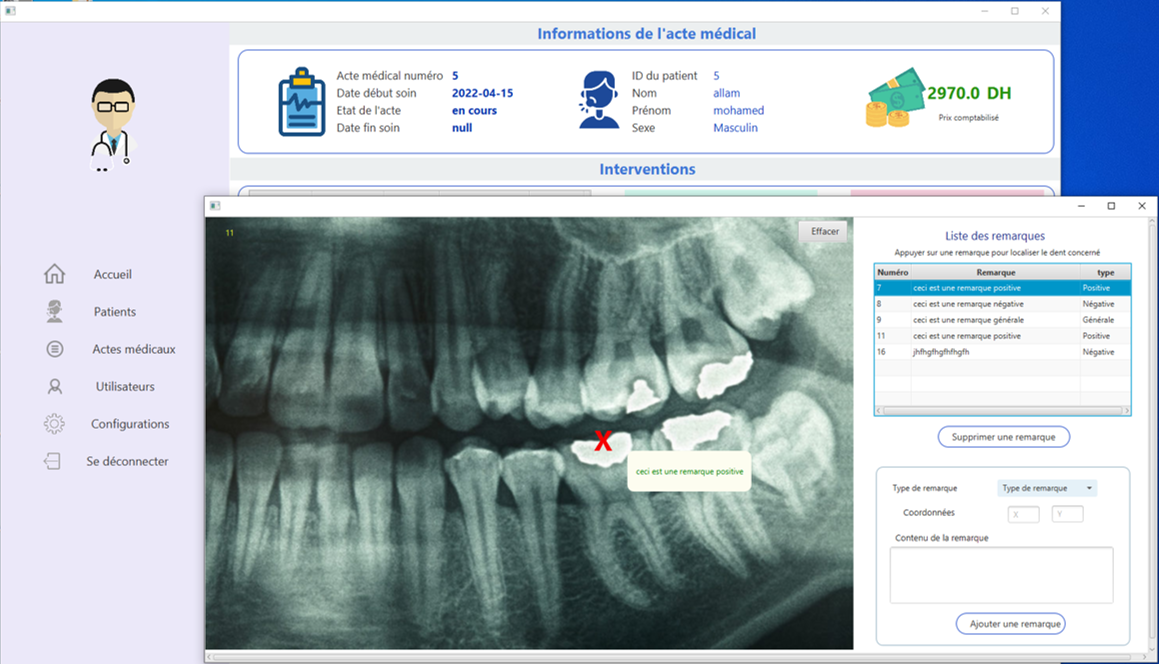 Informations de l'acte médical
Acte médical numéro 5
Date début soin 2022-04-15
Etat de l'acte en cours
Date fin soin null
ID du patient 5
Nom allam
Prénom mohamed
Sexe Masculin
2970.0 DH
Prix comptabilisé
Interventions
Accueil
Patients
Actes médicaux
Utilisateurs
Configurations
Se déconnecter
11
Effacer
X
ceci est une remarque positive
Liste des remarques
Appuyer sur une remarque pour localiser le dent concerné
Numéro Remarque type
7 ceci est une remarque positive Positive
8 ceci est une remarque négative Négative
9 ceci est une remarque générale Générale
11 ceci est une remarque positive Positive
16 jhfhgfhgfhfhgfh Négative
Supprimer une remarque
Type de remarque Type de remarque
Coordonnées X Y
Contenu de la remarque
Ajouter une remarque